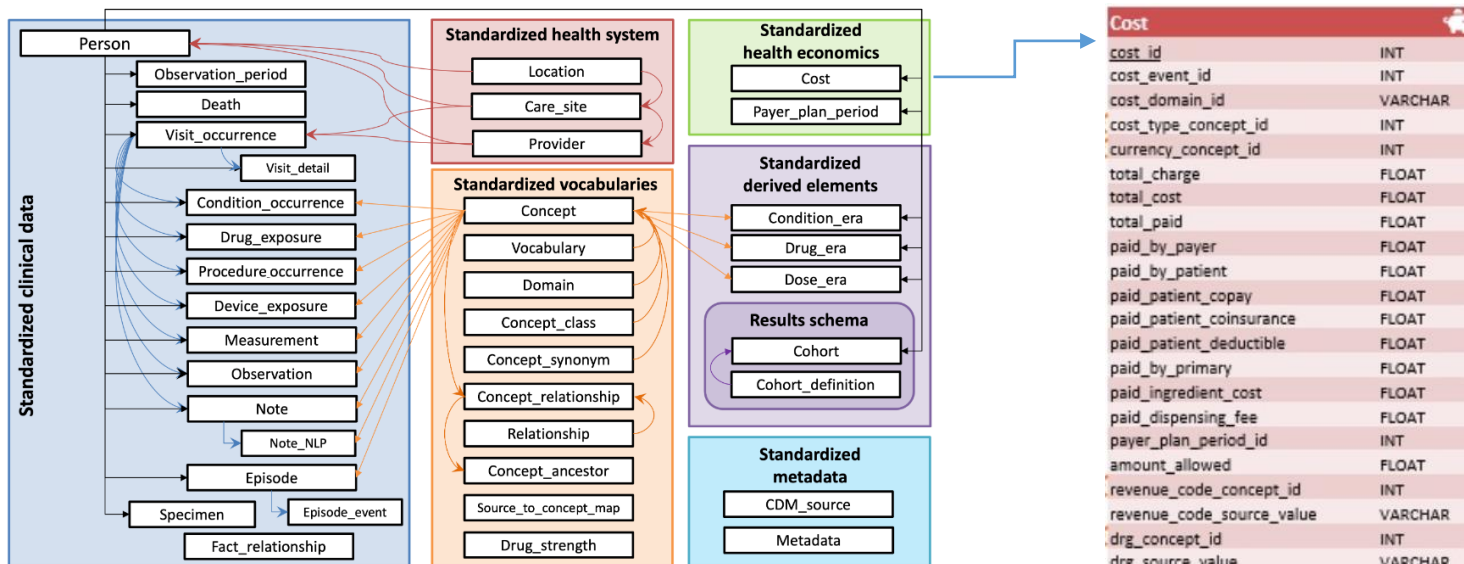 Standardized clinical data
Person
Observation_period
Death
Visit_occurrence
Visit_detail
Condition_occurrence
Drug_exposure
Procedure_occurrence
Device_exposure
Measurement
Observation
Note
Note_NLP
Episode
Specimen
Episode_event
Fact_relationship
Standardized health system
Location
Care_site
Provider
Standardized vocabularies
Concept
Vocabulary
Domain
Concept_class
Concept_synonym
Concept_relationship
Relationship
Concept_ancestor
Source_to_concept_map
Drug_strength
Standardized
health economics
Cost
Payer_plan_period
Standardized
derived elements
Condition_era
Drug_era
Dose_era
Results schema
Cohort
Cohort_definition
Standardized
metadata
CDM_source
Metadata
Cost
cost_id INT
cost_event_id INT
cost_domain_id VARCHAR
cost_type_concept_id INT
currency_concept_id INT
total_charge FLOAT
total_cost FLOAT
total_paid FLOAT
paid_by_payer FLOAT
paid_by_patient FLOAT
paid_patient_copay FLOAT
paid_patient_coinsurance FLOAT
paid_patient_deductible FLOAT
paid_by_primary FLOAT
paid_ingredient_cost FLOAT
paid_dispensing_fee FLOAT
payer_plan_period_id INT
amount_allowed FLOAT
revenue_code_concept_id INT
revenue_code_source_value VARCHAR
drg_concept_id INT
drg_source_value VARCHAR